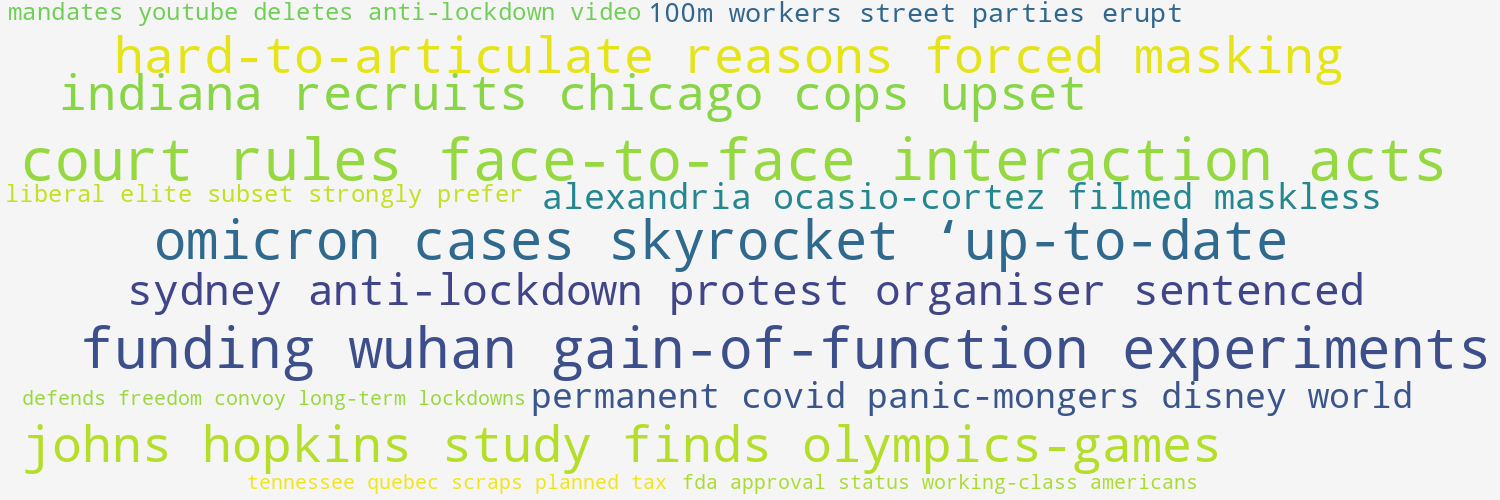 mandates youtube deletes anti-lockdown video 100m workers street parties erupt
hard-to-articulate reasons forced masking
indiana recruits chicago cops upset
court rules face-to-face interaction acts
liberal elite subset strongly prefer alexandria ocasio-cortez filmed maskless
omicron cases skyrocket ‘up-to-date
sydney anti-lockdown protest organiser sentenced
funding wuhan gain-of-function experiments
defends freedom convoy long-term lockdowns permanent covid panic-mongers disney world
johns hopkins study finds olympics-games
tennessee quebec scraps planned tax fda approval status working-class americans